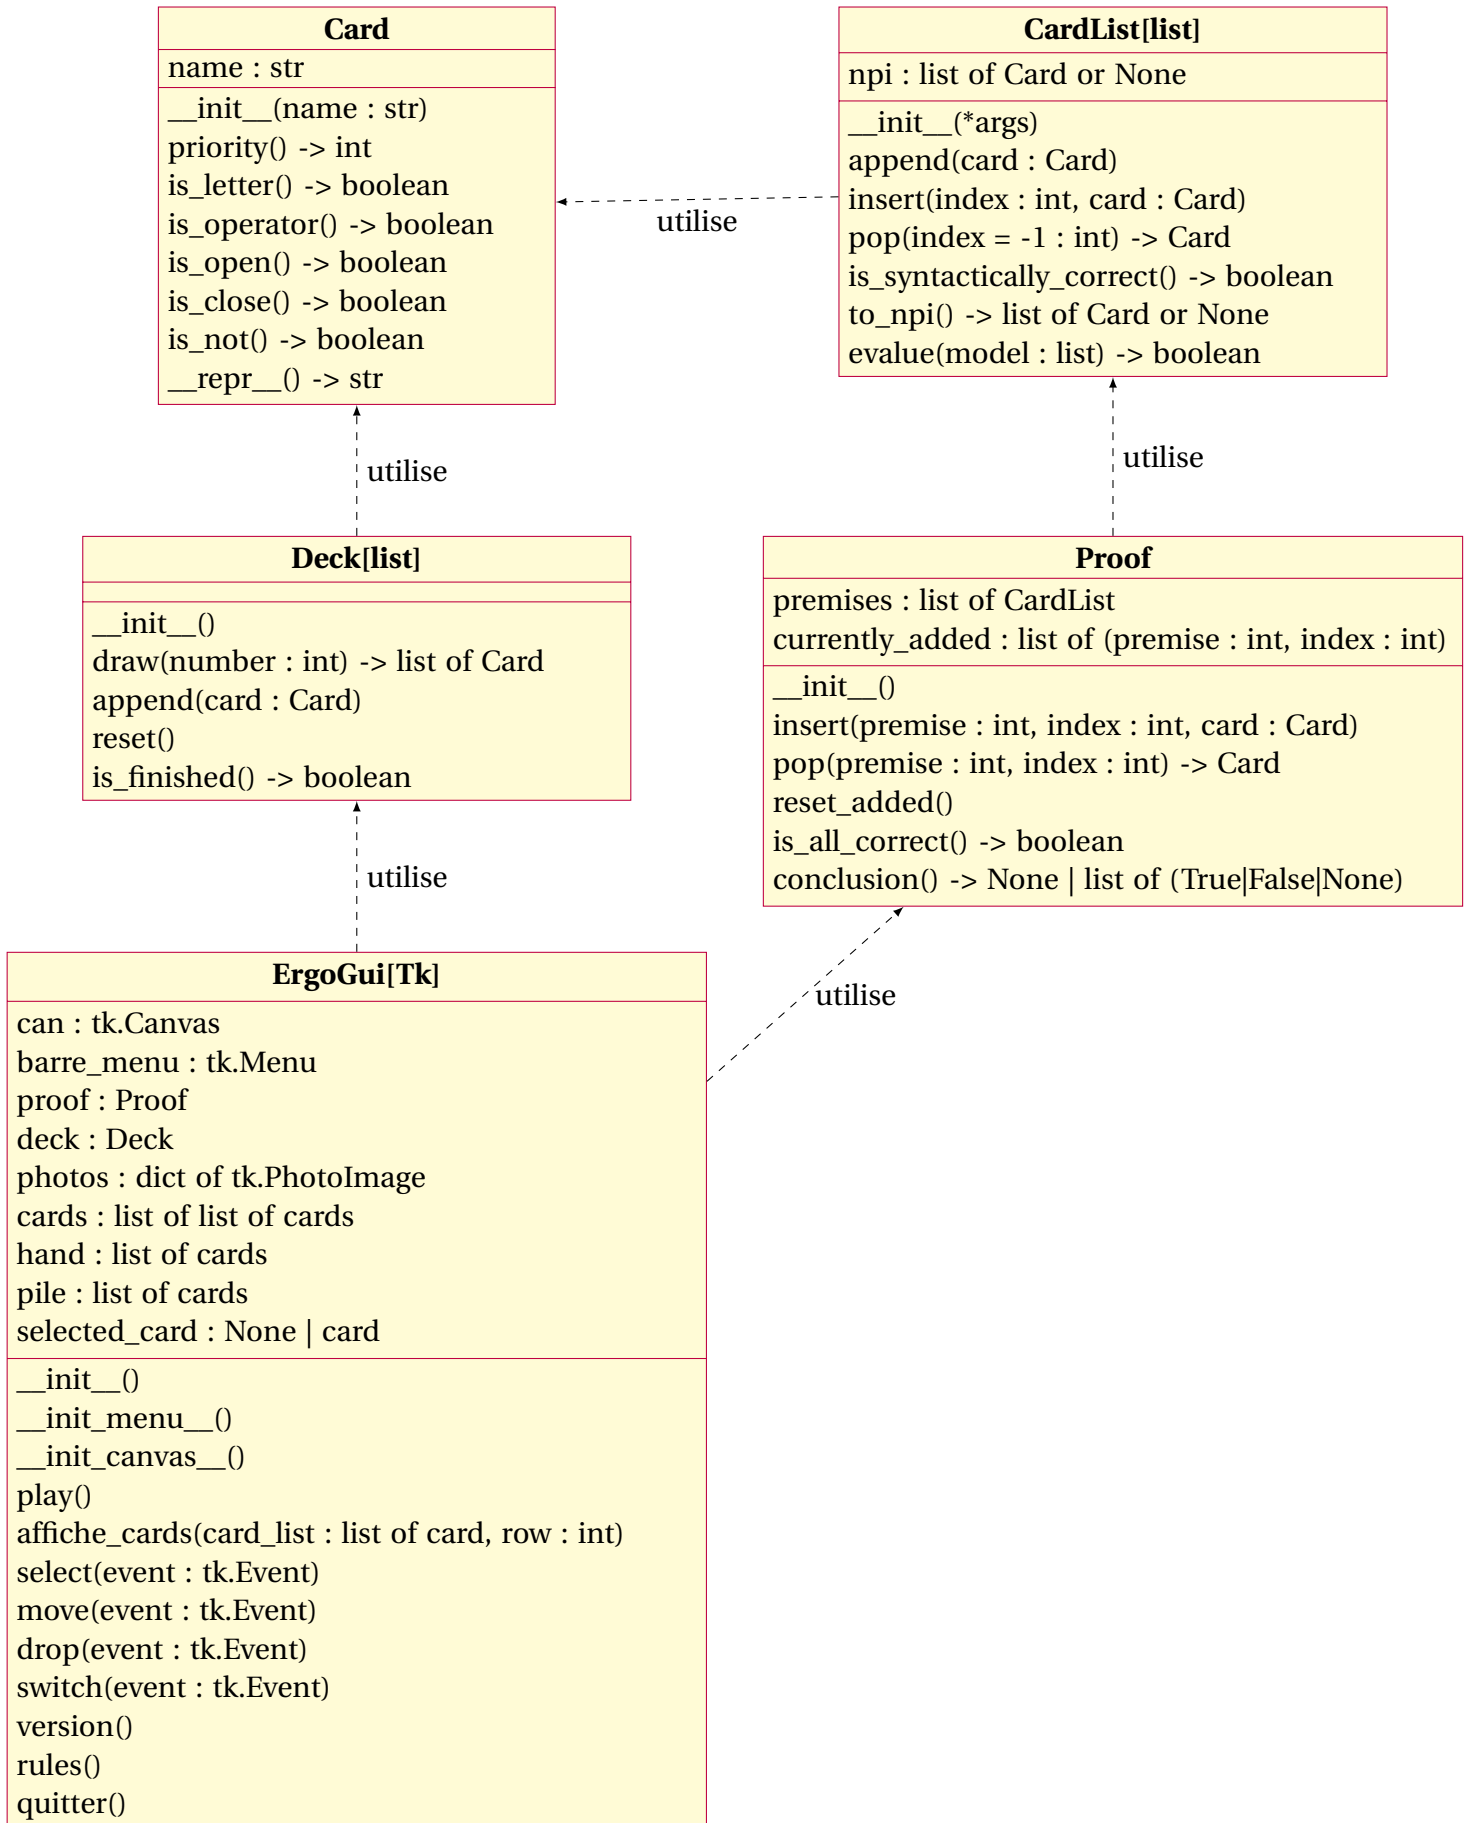 Card
name : str
__init__(name : str)
priority() -> int
is_letter() -> boolean
is_operator() -> boolean
is_open() -> boolean
is_close() -> boolean
is_not() -> boolean
__repr__() -> str
CardList[list]
npi : list of Card or None
__init__(*args)
append(card : Card)
insert(index : int, card : Card)
pop(index = -1 : int) -> Card
is_syntactically_correct() -> boolean
to_npi() -> list of Card or None
evalue(model : list) -> boolean
utilise
utilise
utilise
Deck[list]
__init__()
draw(number : int) -> list of Card
append(card : Card)
reset()
is_finished() -> boolean
Proof
premises : list of CardList
currently_added : list of (premise : int, index : int)
__init__()
insert(premise : int, index : int, card : Card)
pop(premise : int, index : int) -> Card
reset_added()
is_all_correct() -> boolean
conclusion() -> None | list of (True|False|None)
utilise
utilise
ErgoGui[Tk]
can : tk.Canvas
barre_menu : tk.Menu
proof : Proof
deck : Deck
photos : dict of tk.PhotoImage
cards : list of list of cards
hand : list of cards
pile : list of cards
selected_card : None | card
__init__()
__init_menu__()
__init_canvas__()
play()
affiche_cards(card_list : list of card, row : int)
select(event : tk.Event)
move(event : tk.Event)
drop(event : tk.Event)
switch(event : tk.Event)
version()
rules()
quitter()